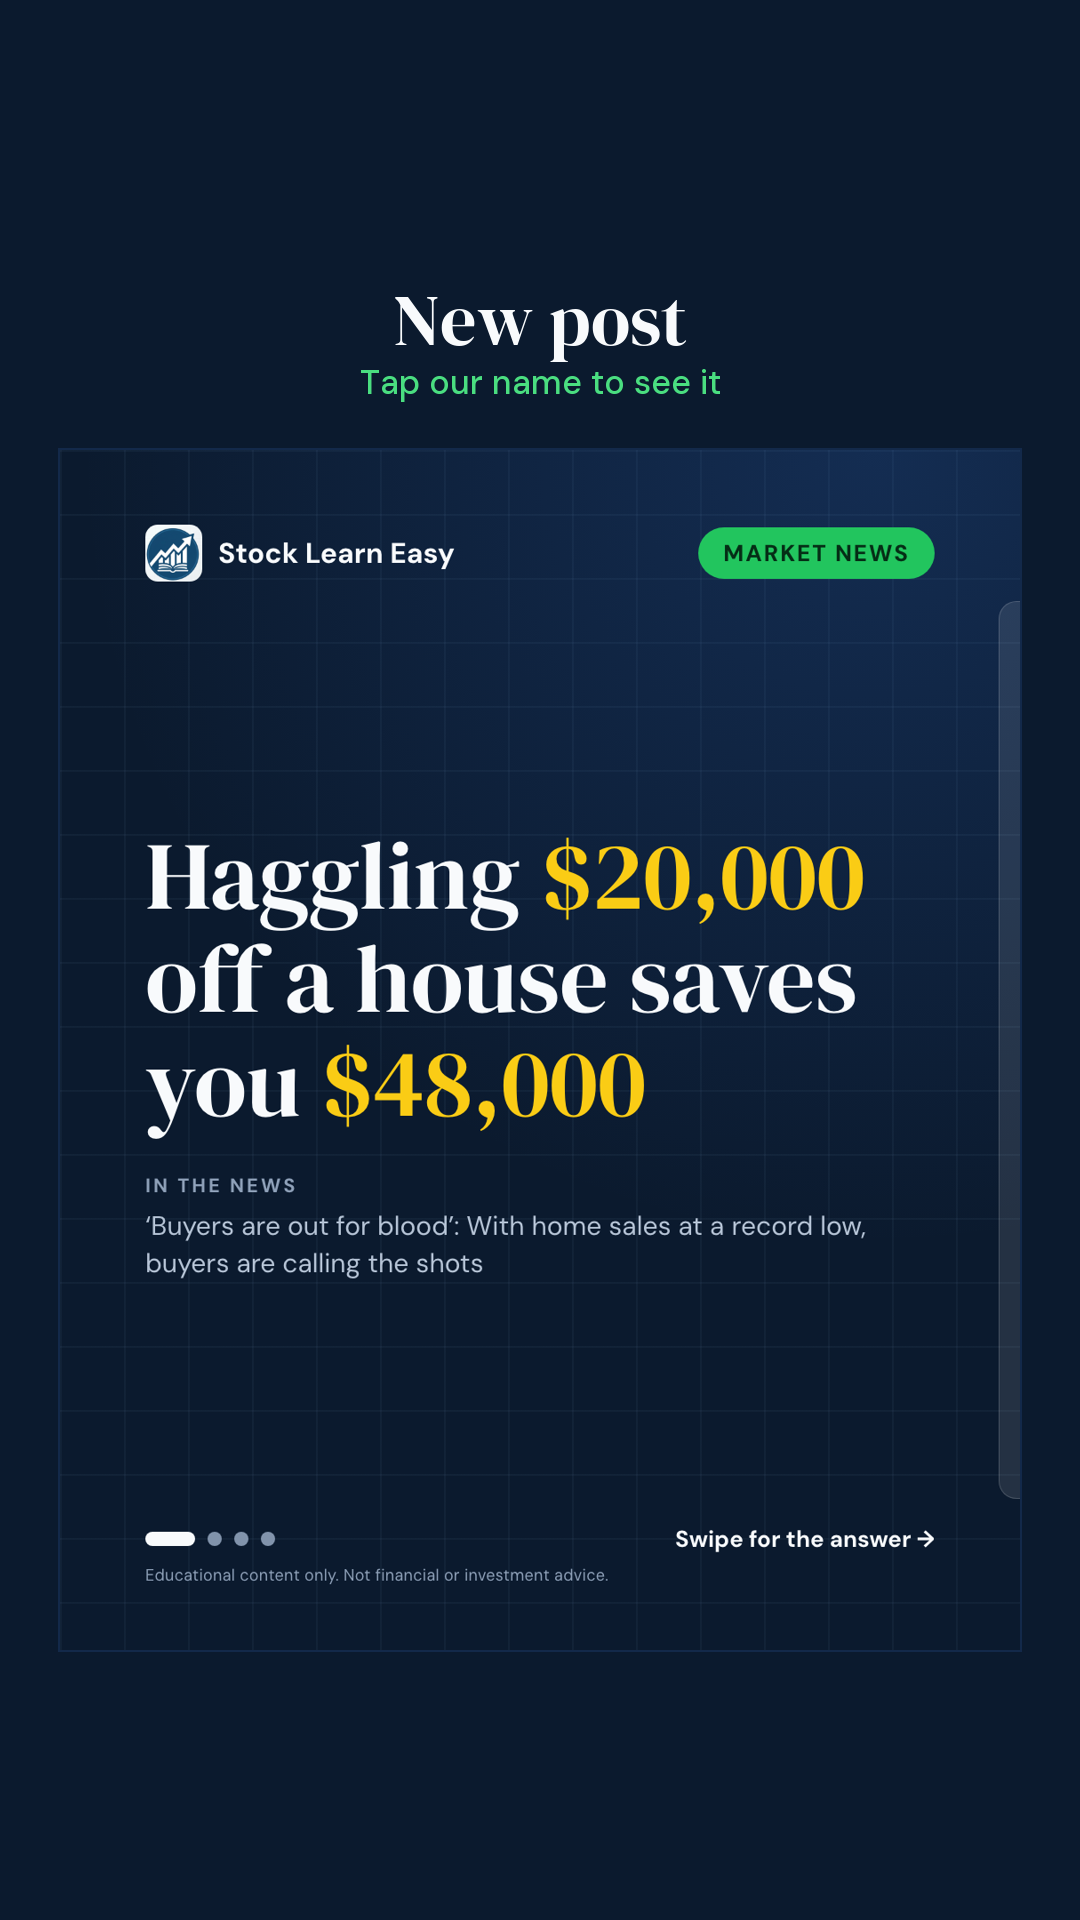 New post
Tap our name to see it
Stock Learn Easy
MARKET NEWS
Haggling $20,000
off a house saves
you $48,000
IN THE NEWS
‘Buyers are out for blood’: With home sales at a record low,
buyers are calling the shots
Swipe for the answer →
Educational content only. Not financial or investment advice.